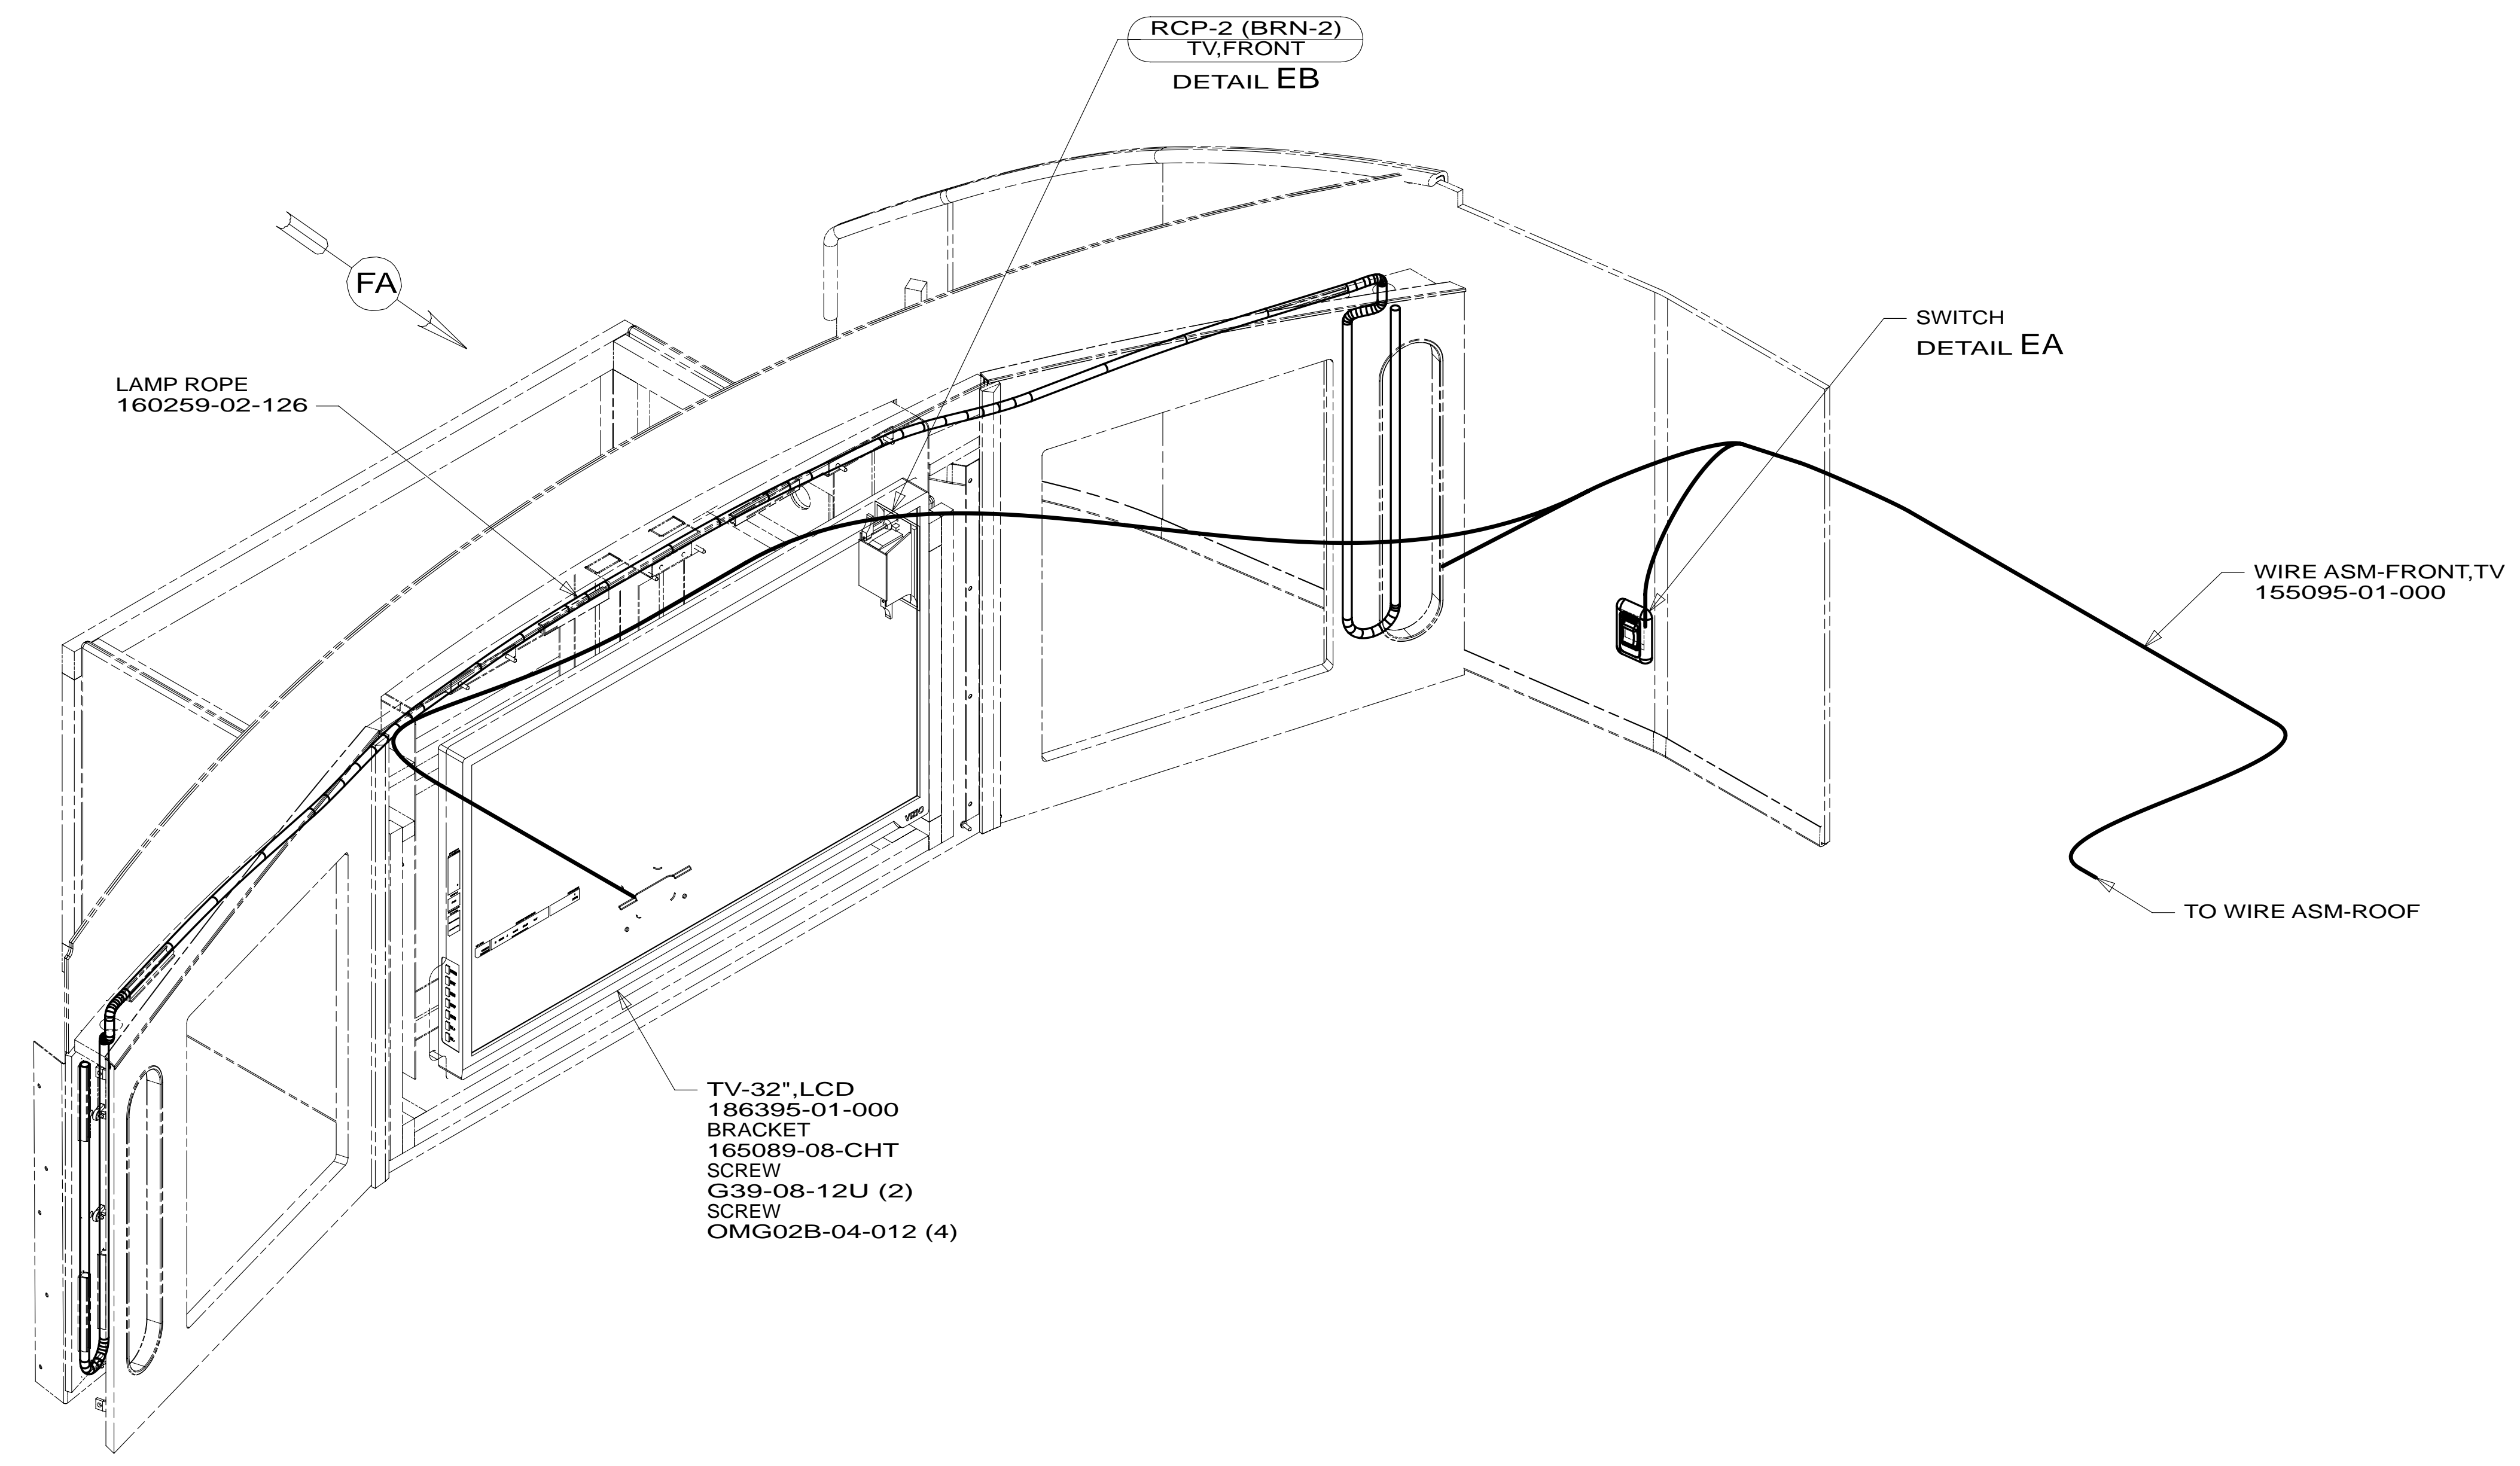 RCP-2 (BRN-2)
TV,FRONT
DETAIL EB
FA
SWITCH
DETAIL EA
LAMP ROPE
160259-02-126
WIRE ASM-FRONT,TV
155095-01-000
VIZIO
TO WIRE ASM-ROOF
TV-32",LCD
186395-01-000
BRACKET
165089-08-CHT
SCREW
G39-08-12U (2)
SCREW
OMG02B-04-012 (4)